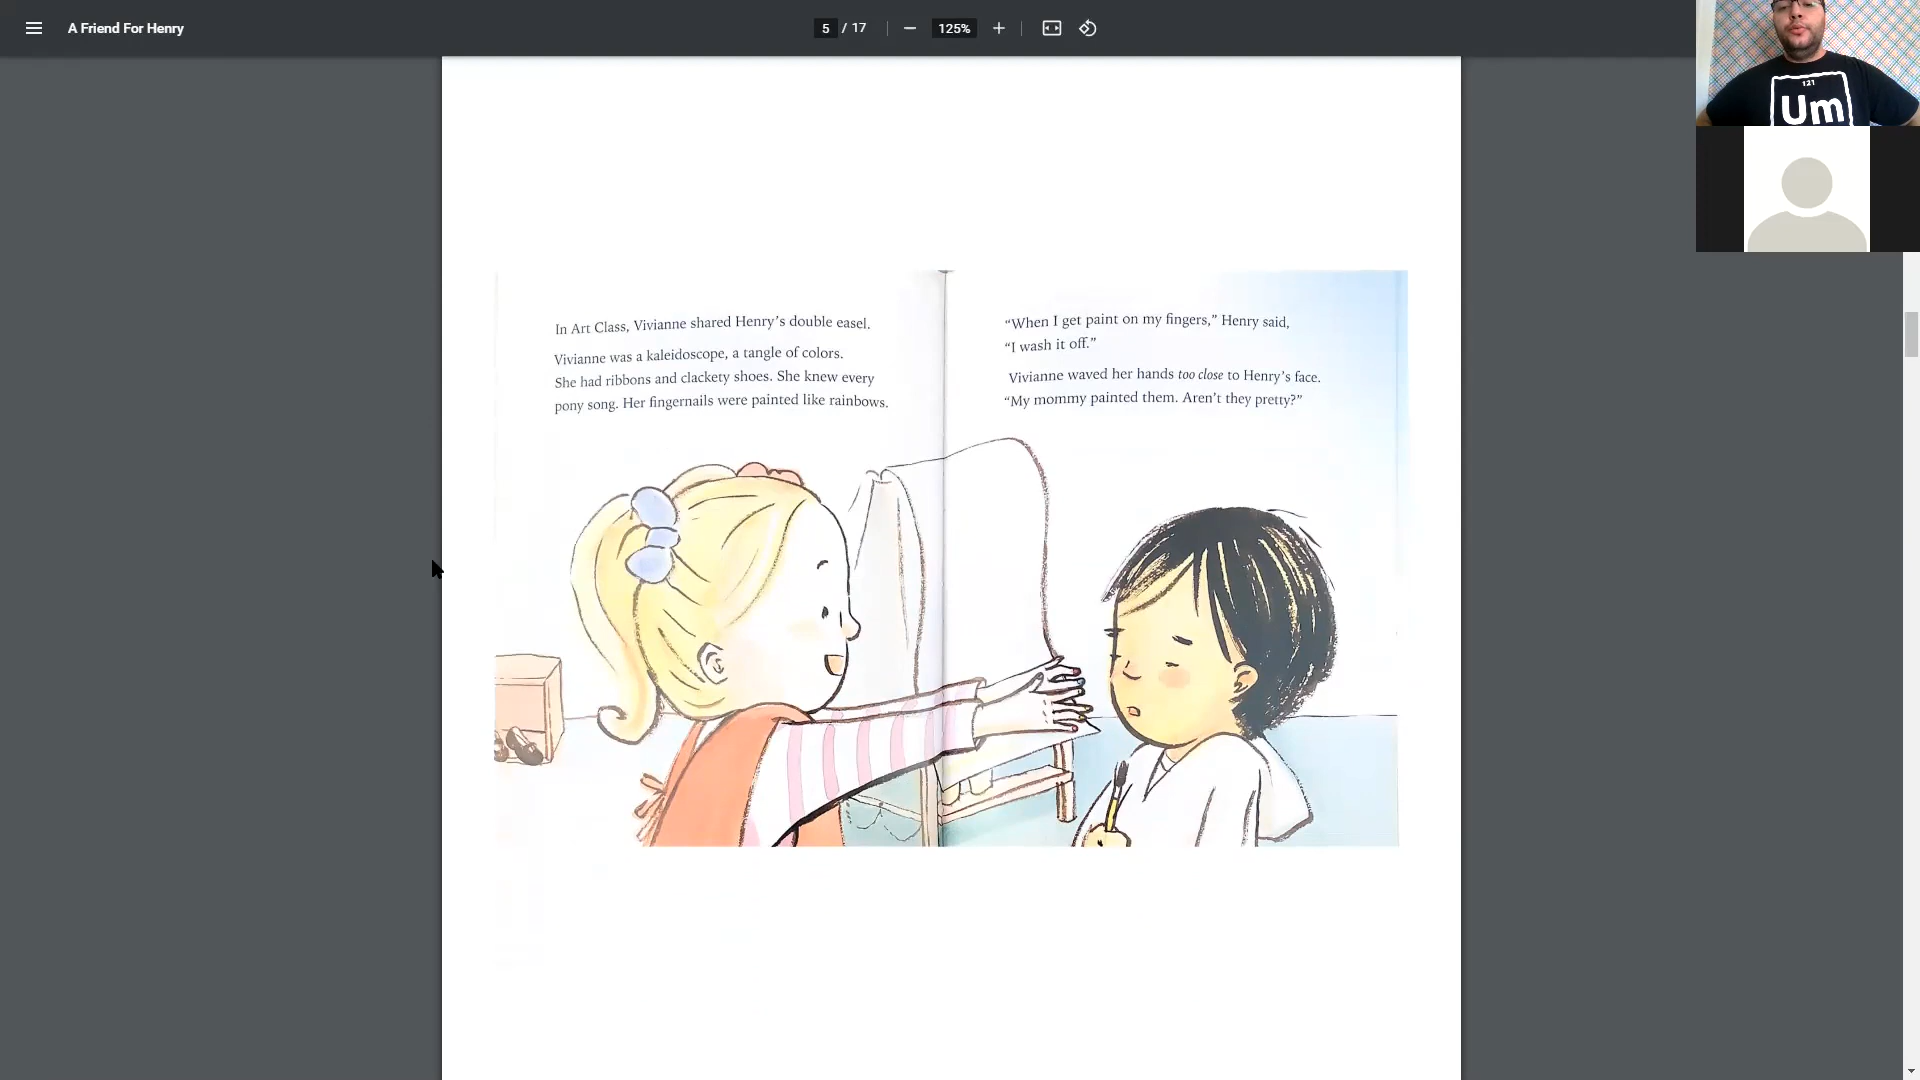 A Friend For Henry
5 / 17
125%
121
Um
In Art Class, Vivianne shared Henry’s double easel.
Vivianne was a kaleidoscope, a tangle of colors.
She had ribbons and clackety shoes. She knew every
pony song. Her fingernails were painted like rainbows.
“When I get paint on my fingers,” Henry said,
“I wash it off.”
Vivianne waved her hands too close to Henry’s face.
“My mommy painted them. Aren’t they pretty?”